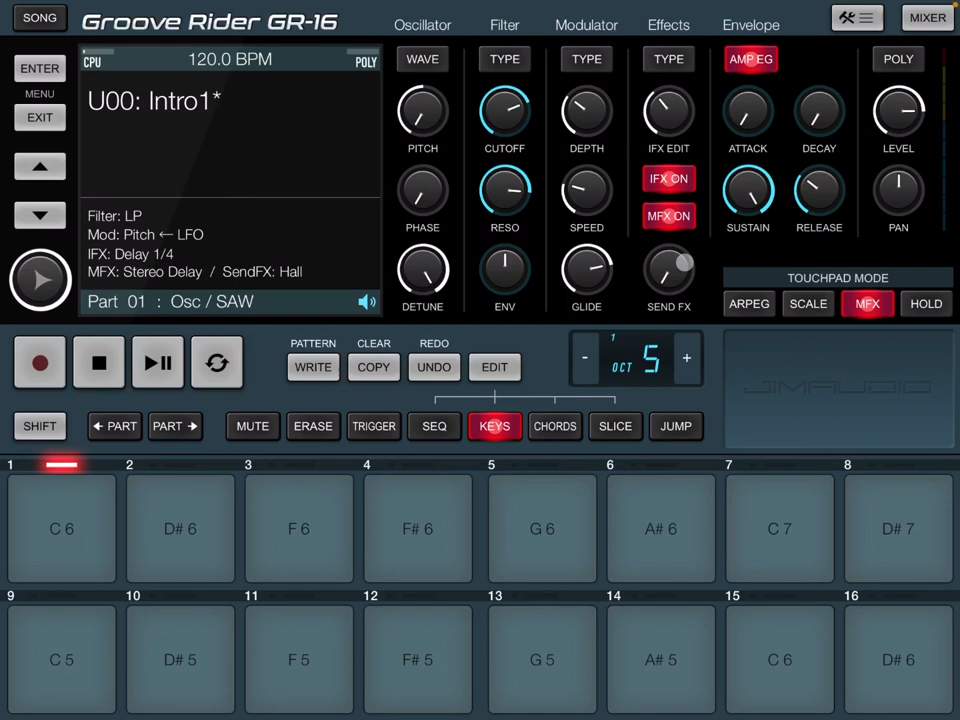 SONG
Groove Rider GR-16
Oscillator Filter Modulator Effects Envelope
MIXER
ENTER
MENU
EXIT
CPU 120.0 BPM POLY
U00: Intro1*
Filter: LP
Mod: Pitch ← LFO
IFX: Delay 1/4
MFX: Stereo Delay / SendFX: Hall
Part 01 : Osc / SAW
WAVE TYPE TYPE TYPE AMP EG POLY
PITCH CUTOFF DEPTH IFX EDIT ATTACK DECAY LEVEL
IFX ON
MFX ON
PHASE RESO SPEED SUSTAIN RELEASE PAN
DETUNE ENV GLIDE SEND FX
TOUCHPAD MODE
ARPEG SCALE MFX HOLD
PATTERN CLEAR REDO
WRITE COPY UNDO EDIT
- 1 OCT 5 +
JIMAUDIO
SHIFT ← PART PART → MUTE ERASE TRIGGER SEQ KEYS CHORDS SLICE JUMP
1 2 3 4 5 6 7 8
C 6 D# 6 F 6 F# 6 G 6 A# 6 C 7 D# 7
9 10 11 12 13 14 15 16
C 5 D# 5 F 5 F# 5 G 5 A# 5 C 6 D# 6